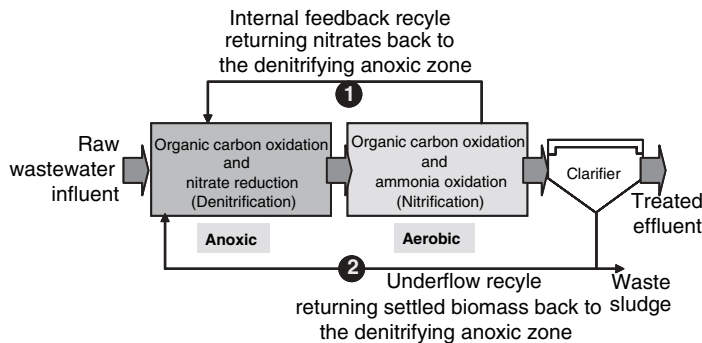 Internal feedback recyle
returning nitrates back to
the denitrifying anoxic zone
1
Raw
wastewater
influent
Organic carbon oxidation
and
nitrate reduction
(Denitrification)
Organic carbon oxidation
and
ammonia oxidation
(Nitrification)
Clarifier
Treated
effluent
Anoxic
Aerobic
2
Underflow recyle
returning settled biomass back to
the denitrifying anoxic zone
Waste
sludge